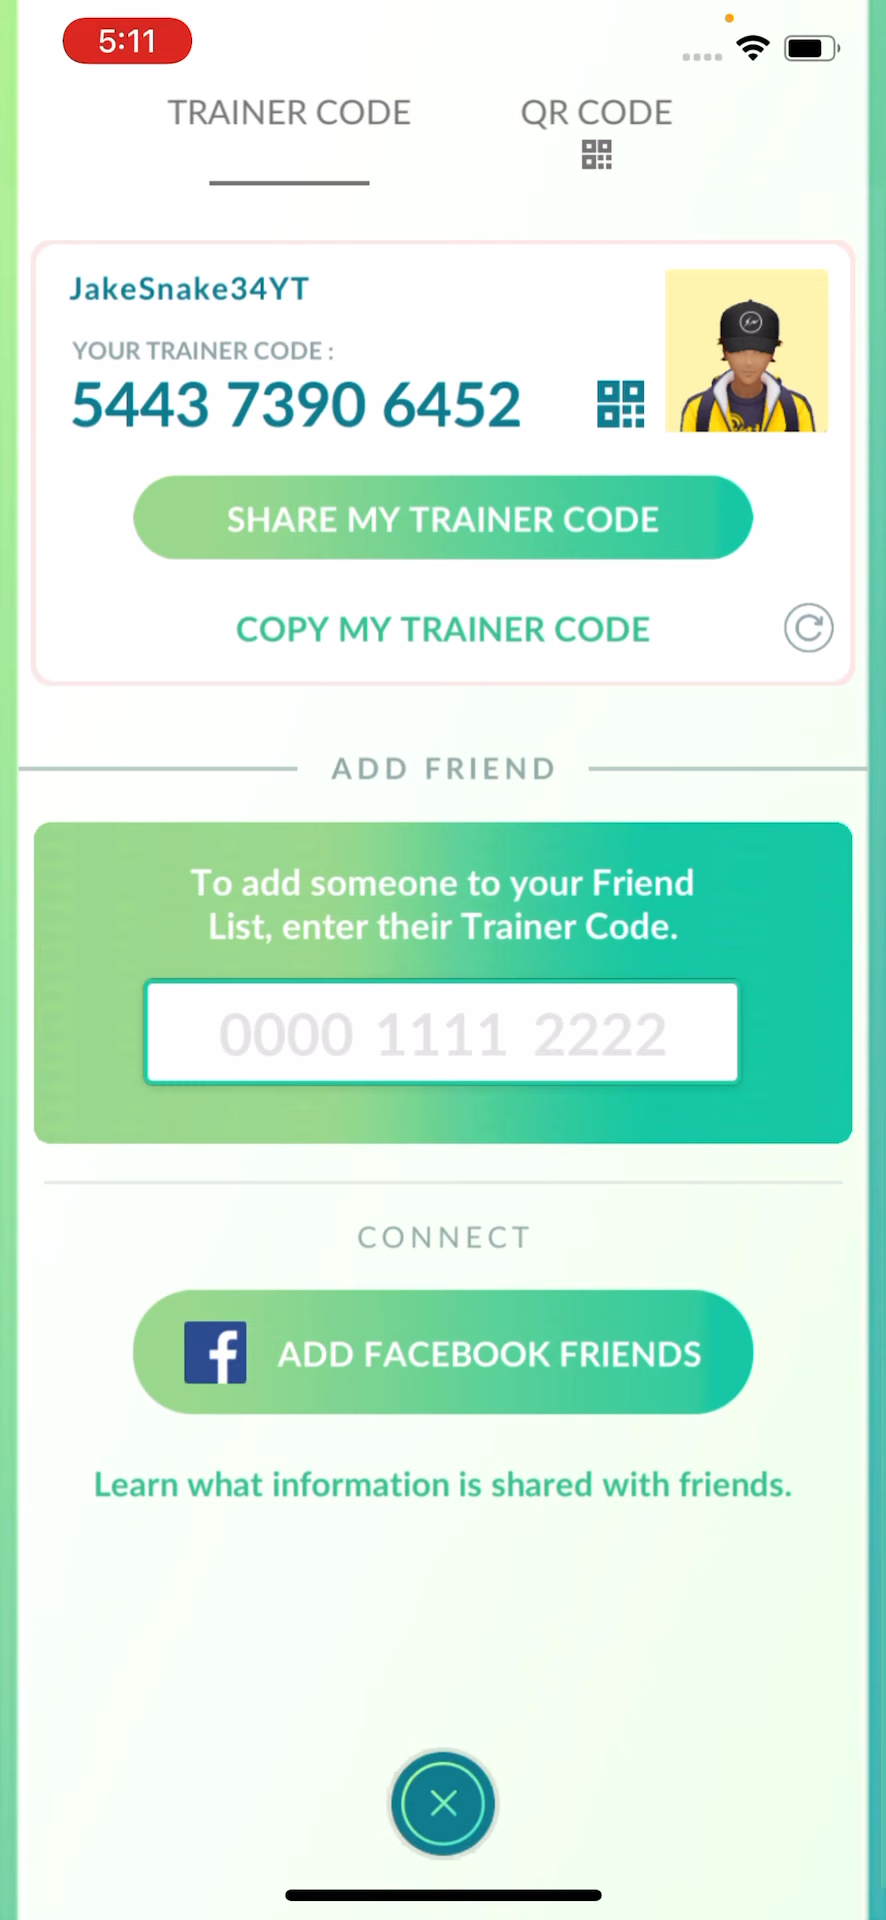 5:11
TRAINER CODE
QR CODE
JakeSnake34YT
YOUR TRAINER CODE :
5443 7390 6452
SHARE MY TRAINER CODE
COPY MY TRAINER CODE
ADD FRIEND
To add someone to your Friend
List, enter their Trainer Code.
0000 1111 2222
CONNECT
f ADD FACEBOOK FRIENDS
Learn what information is shared with friends.